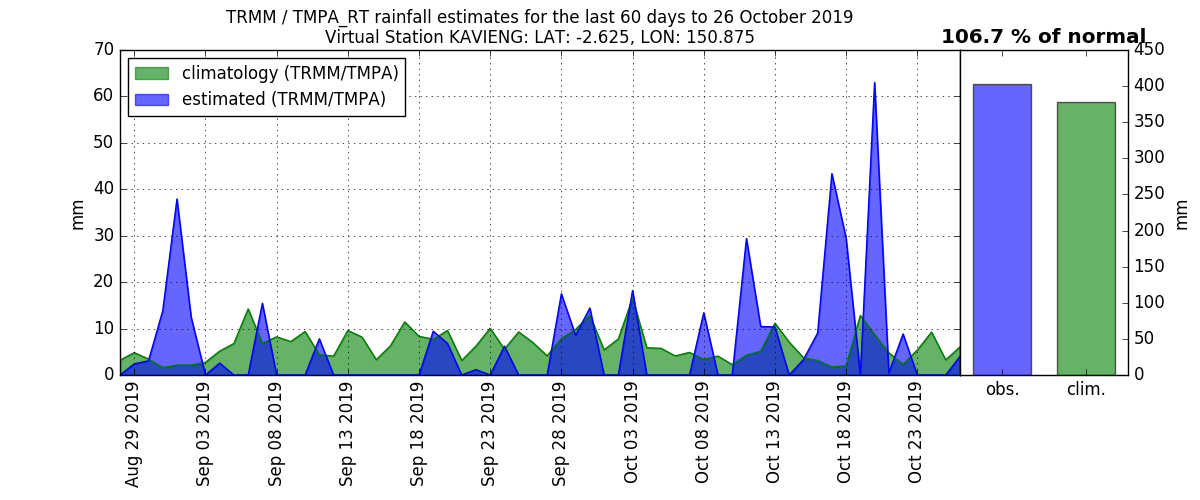 TRMM / TMPA_RT rainfall estimates for the last 60 days to 26 October 2019
Virtual Station KAVIENG: LAT: -2.625, LON: 150.875
106.7 % of normal
climatology (TRMM/TMPA)
estimated (TRMM/TMPA)
mm
70
60
50
40
30
20
10
0
Aug 29 2019
Sep 03 2019
Sep 08 2019
Sep 13 2019
Sep 18 2019
Sep 23 2019
Sep 28 2019
Oct 03 2019
Oct 08 2019
Oct 13 2019
Oct 18 2019
Oct 23 2019
obs.
clim.
450
400
350
300
250
200
150
100
50
0
mm